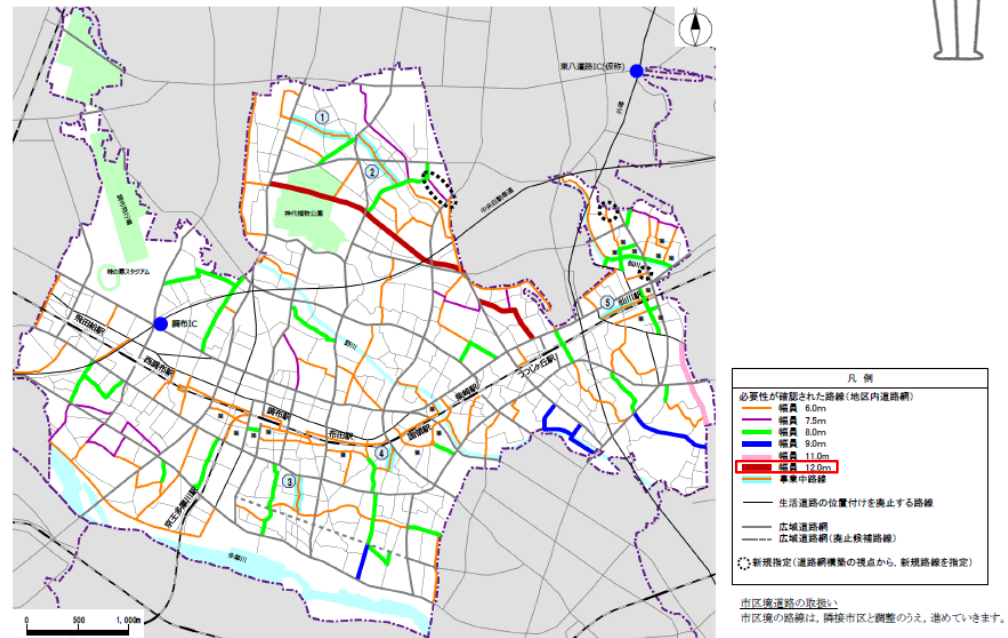 東八道路IC(仮称)
外環
①
②
中央自動車道
調布飛行場
神代植物公園
味の素スタジアム
仙川
⑤ 仙川駅
調布IC
飛田給駅
野川
西調布駅
つつじヶ丘駅
柴崎駅
調布駅
布田駅
国領駅
④
③
京王多摩川駅
多摩川
0 500 1,000m
凡 例
必要性が確認された路線(地区内道路網)
幅員 6.0m
幅員 7.5m
幅員 8.0m
幅員 9.0m
幅員 11.0m
幅員 12.0m
事業中路線
生活道路の位置付けを廃止する路線
広域道路網
広域道路網(廃止候補路線)
新規指定(道路網構築の視点から、新規路線を指定)
市区境道路の取扱い
市区境の路線は、隣接市区と調整のうえ、進めていきます。